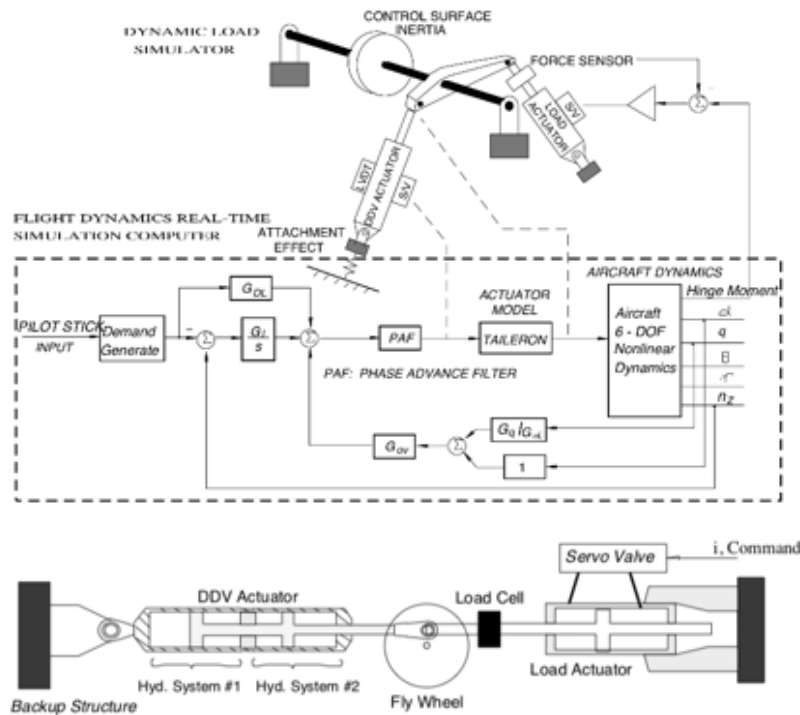 CONTROL SURFACE
INERTIA
DYNAMIC LOAD
SIMULATOR
FORCE SENSOR
S/V
LOAD
ACTUATOR
Σ
LVDT
DDV ACTUATOR
S/V
FLIGHT DYNAMICS REAL-TIME
SIMULATION COMPUTER
ATTACHMENT
EFFECT
AIRCRAFT DYNAMICS
Hinge Moment
G_DL
ACTUATOR
MODEL
PILOT STICK
INPUT
Demand
Generate
-
Σ
G_I
s
Σ
PAF
TAILERON
Aircraft
6 - DOF
Nonlinear
Dynamics
α
q
θ
n_z
PAF: PHASE ADVANCE FILTER
Σ
1
Servo Valve
i, Command
DDV Actuator
Load Cell
Load Actuator
Hyd. System #1
Hyd. System #2
Fly Wheel
Backup Structure